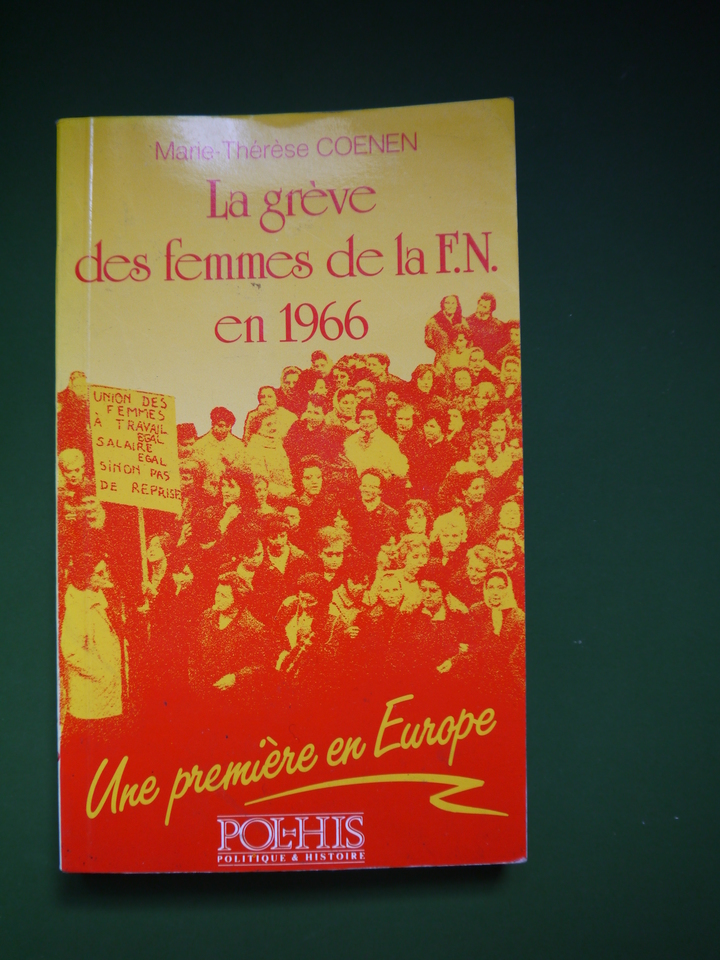 Marie-Thérèse COENEN
La grève
des femmes de la F.N.
en 1966
UNION DES
FEMMES
A TRAVAIL
EGAL
SALAIRE
EGAL
SINON PAS
DE REPRISE
Une première en Europe
POL-HIS
POLITIQUE & HISTOIRE